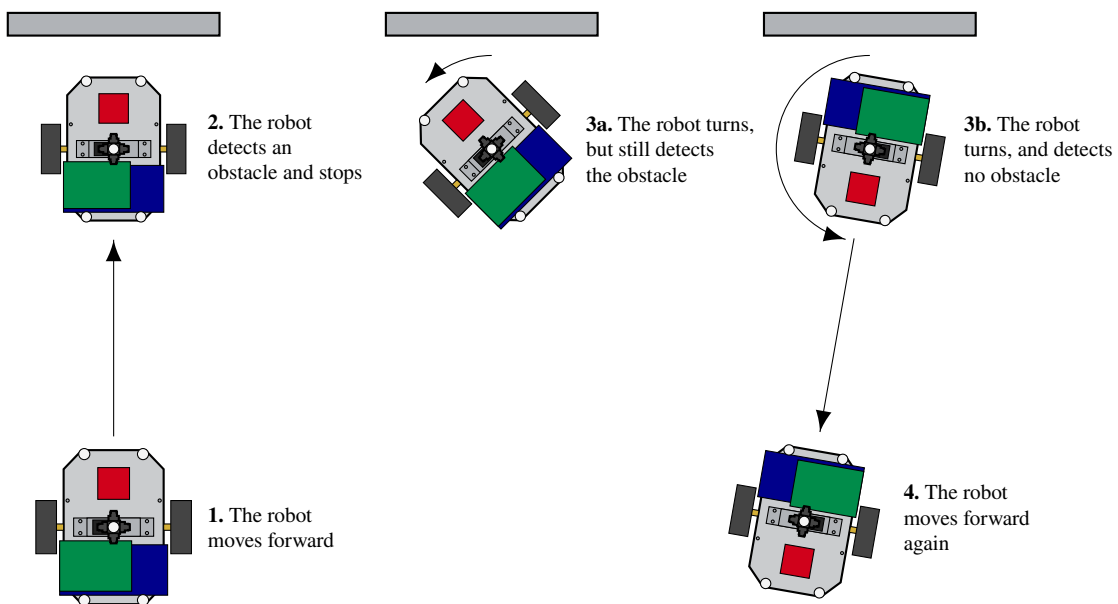 2. The robot
detects an
obstacle and stops
3a. The robot turns,
but still detects
the obstacle
3b. The robot
turns, and detects
no obstacle
1. The robot
moves forward
4. The robot
moves forward
again